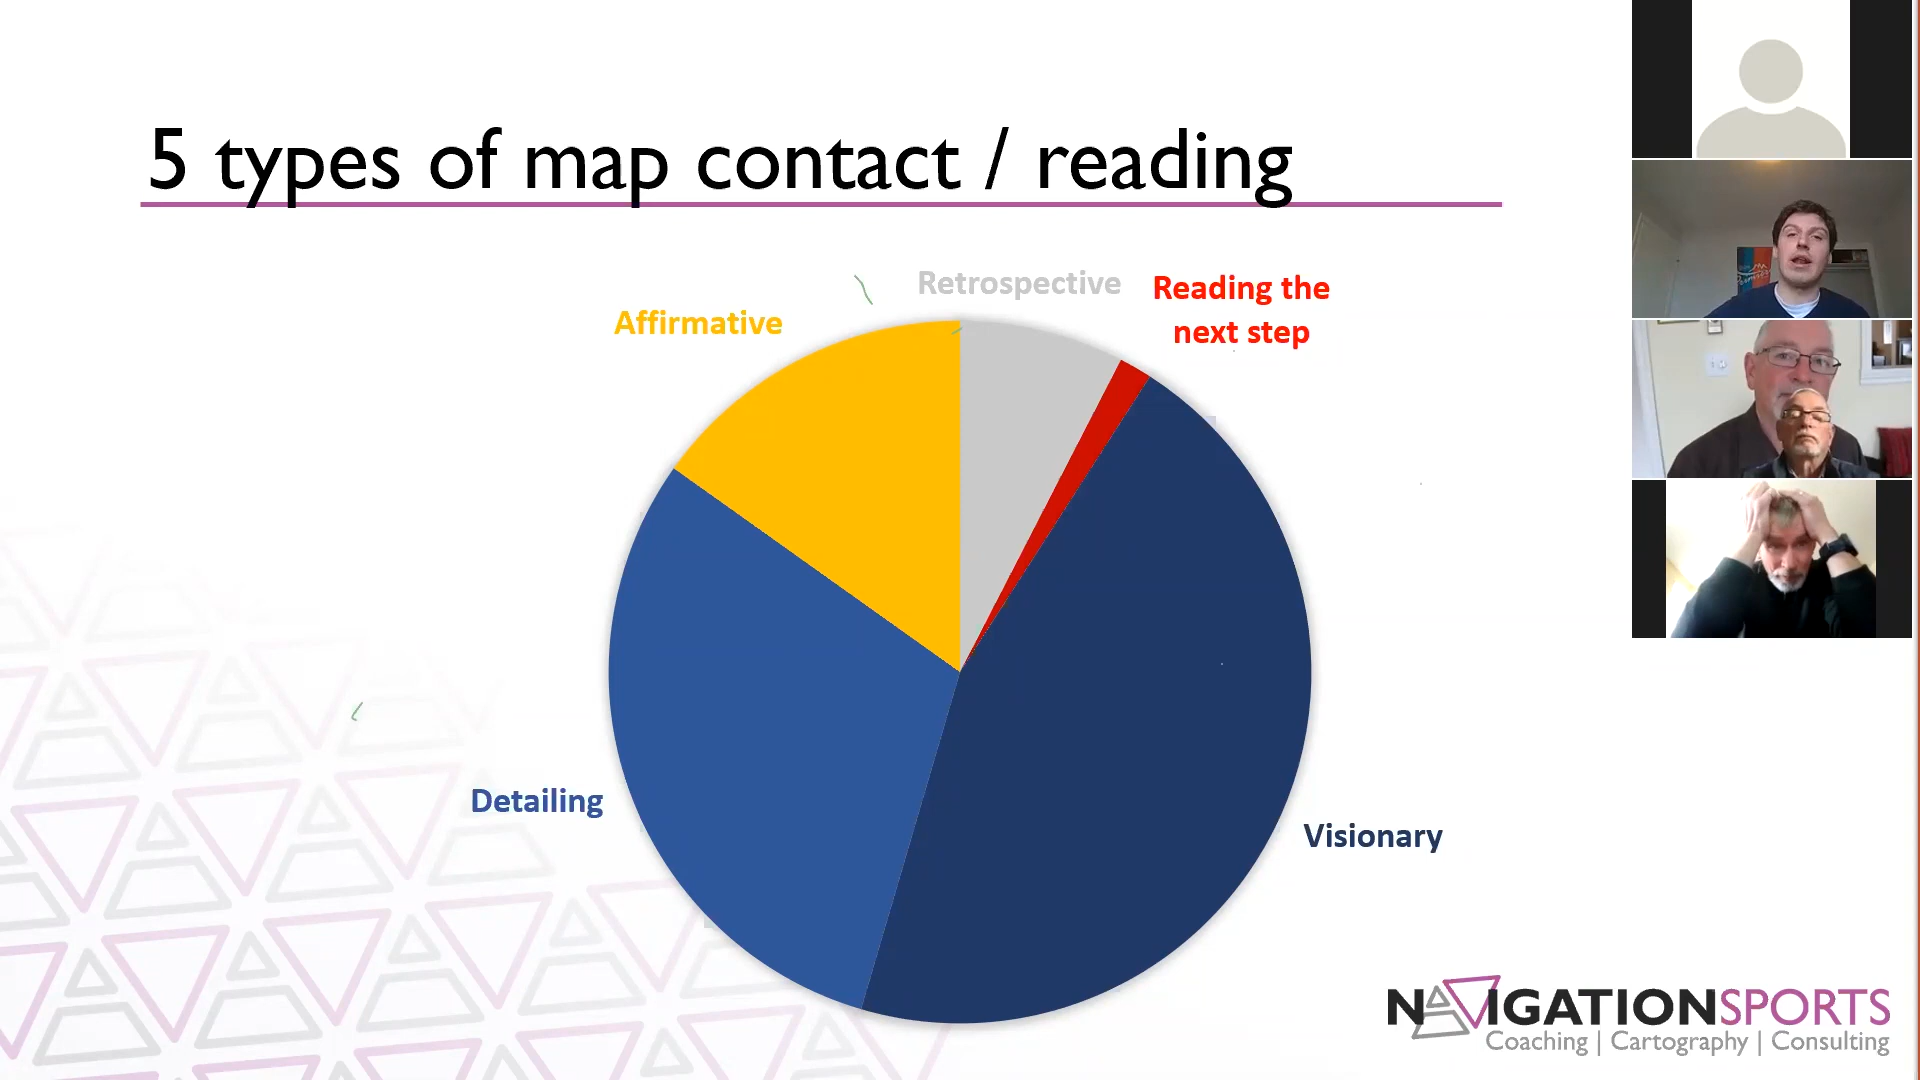 5 types of map contact / reading
Retrospective
Reading the
next step
Affirmative
Detailing
Visionary
NAVIGATIONSPORTS
Coaching | Cartography | Consulting